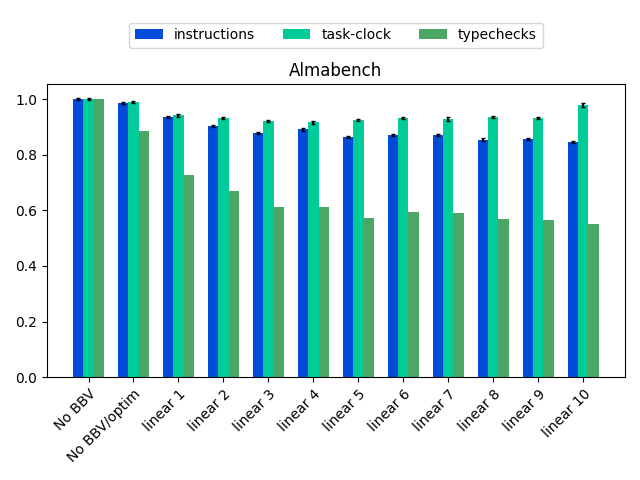 instructions task-clock typechecks
Almabench
1.0
0.8
0.6
0.4
0.2
0.0
No BBV
No BBV/optim
linear 1
linear 2
linear 3
linear 4
linear 5
linear 6
linear 7
linear 8
linear 9
linear 10